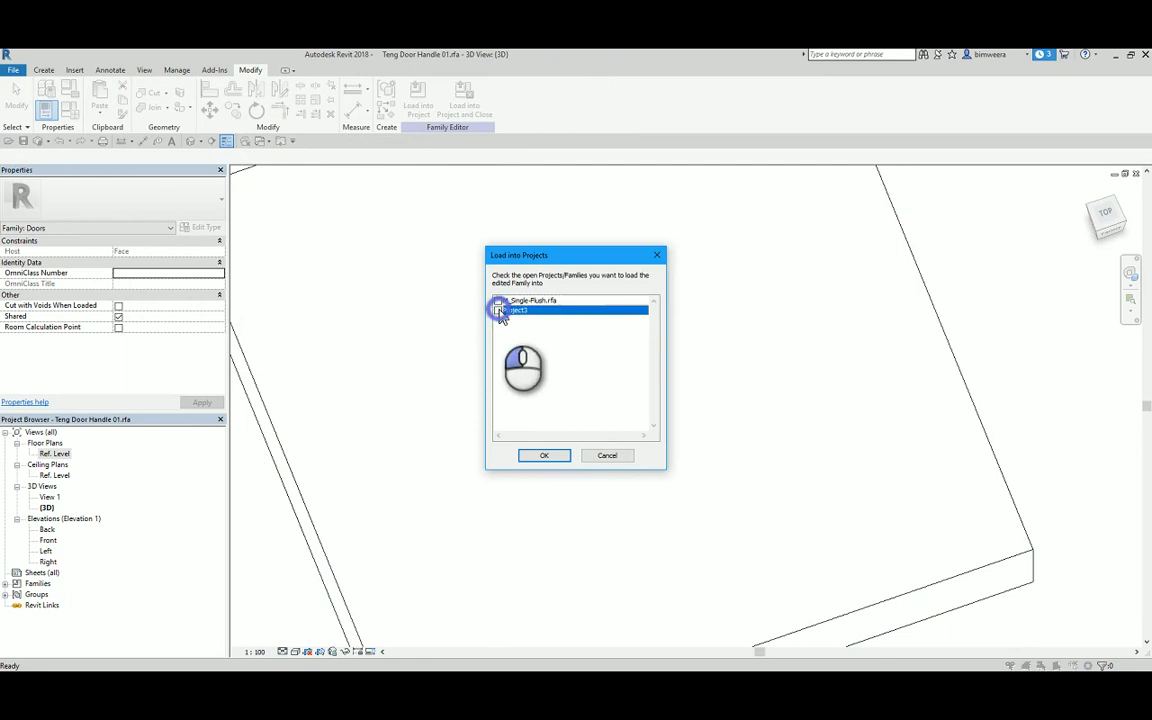 Autodesk Revit 2018 - Teng Door Handle 01.rfa - 3D View: {3D}
Type a keyword or phrase
bimweera
3
File Create Insert Annotate View Manage Add-Ins Modify
Modify
Paste
Cut
Join
Load into Project
Load into Project and Close
Select Properties Clipboard Geometry Modify Measure Create Family Editor
Properties
Family: Doors
Edit Type
Constraints
Host Face
Identity Data
OmniClass Number
OmniClass Title
Other
Cut with Voids When Loaded
Shared
Room Calculation Point
Properties help
Apply
Project Browser - Teng Door Handle 01.rfa
Views (all)
Floor Plans
Ref. Level
Ceiling Plans
Ref. Level
3D Views
View 1
{3D}
Elevations (Elevation 1)
Back
Front
Left
Right
Sheets (all)
Families
Groups
Revit Links
Load into Projects
Check the open Projects/Families you want to load the
edited Family into
Single-Flush.rfa
OK
Cancel
TOP
1 : 100
Ready
:0